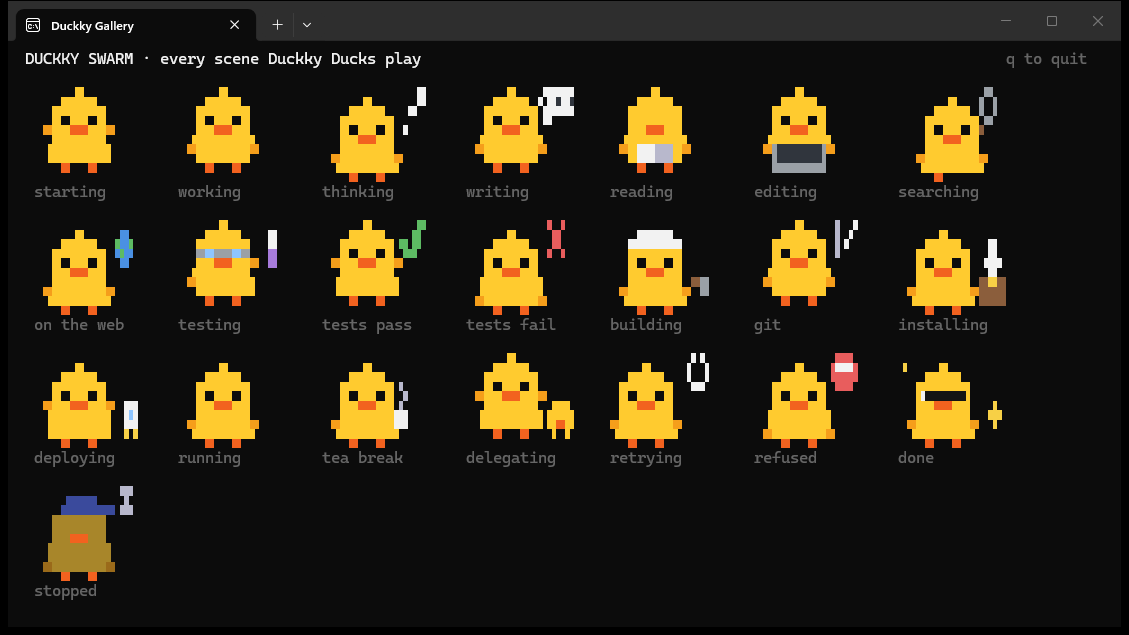 Duckky Gallery
DUCKKY SWARM · every scene Duckky Ducks play
q to quit
starting working thinking writing reading editing searching
on the web testing tests pass tests fail building git installing
deploying running tea break delegating retrying refused done
stopped